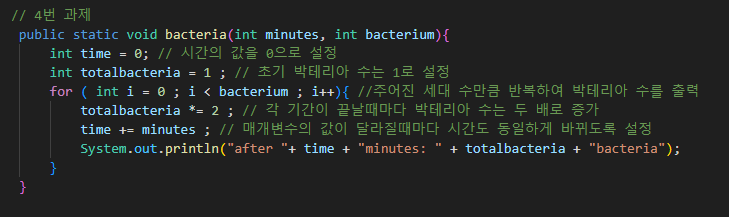 // 4번 과제
public static void bacteria(int minutes, int bacterium){
int time = 0; // 시간의 값을 0으로 설정
int totalbacteria = 1 ; // 초기 박테리아 수는 1로 설정
for ( int i = 0 ; i < bacterium ; i++){ //주어진 세대 수만큼 반복하여 박테리아 수를 출력
totalbacteria *= 2 ; // 각 기간이 끝날때마다 박테리아 수는 두 배로 증가
time += minutes ; // 매개변수의 값이 달라질때마다 시간도 동일하게 바뀌도록 설정
System.out.println("after "+ time + "minutes: " + totalbacteria + "bacteria");
}
}